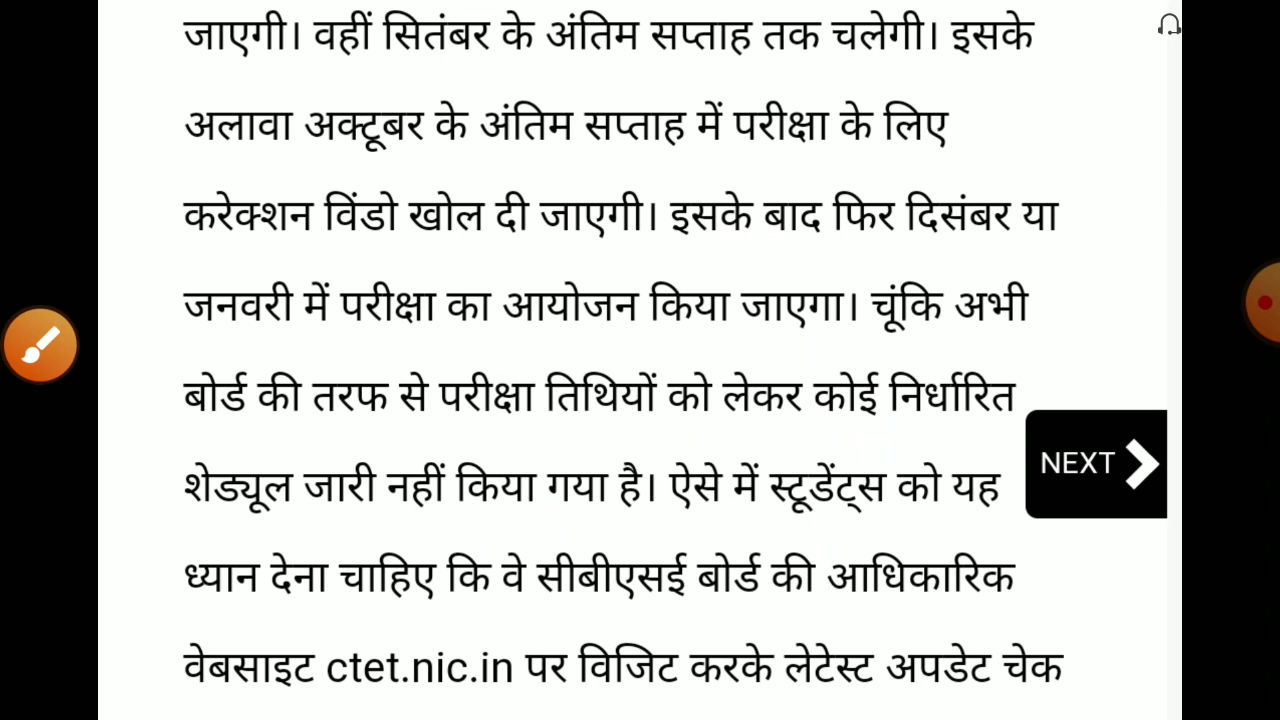 जाएगी। वहीं सितंबर के अंतिम सप्ताह तक चलेगी। इसके
अलावा अक्टूबर के अंतिम सप्ताह में परीक्षा के लिए
करेक्शन विंडो खोल दी जाएगी। इसके बाद फिर दिसंबर या
जनवरी में परीक्षा का आयोजन किया जाएगा। चूंकि अभी
बोर्ड की तरफ से परीक्षा तिथियों को लेकर कोई निर्धारित
NEXT
शेड्यूल जारी नहीं किया गया है। ऐसे में स्टूडेंट्स को यह
ध्यान देना चाहिए कि वे सीबीएसई बोर्ड की आधिकारिक
वेबसाइट ctet.nic.in पर विजिट करके लेटेस्ट अपडेट चेक